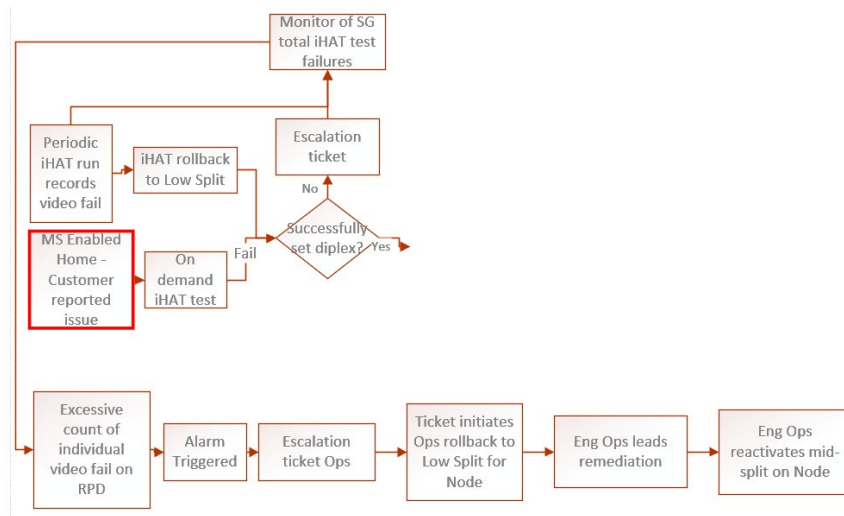 Monitor of SG
total iHAT test
failures
Periodic
iHAT run
records
video fail
iHAT rollback
to Low Split
Escalation
ticket
No
Successfully
set diplex?
Yes
Fail
MS Enabled
Home -
Customer
reported
issue
On
demand
iHAT test
Excessive
count of
individual
video fail on
RPD
Alarm
Triggered
Escalation
ticket Ops
Ticket initiates
Ops rollback to
Low Split for
Node
Eng Ops leads
remediation
Eng Ops
reactivates mid-
split on Node